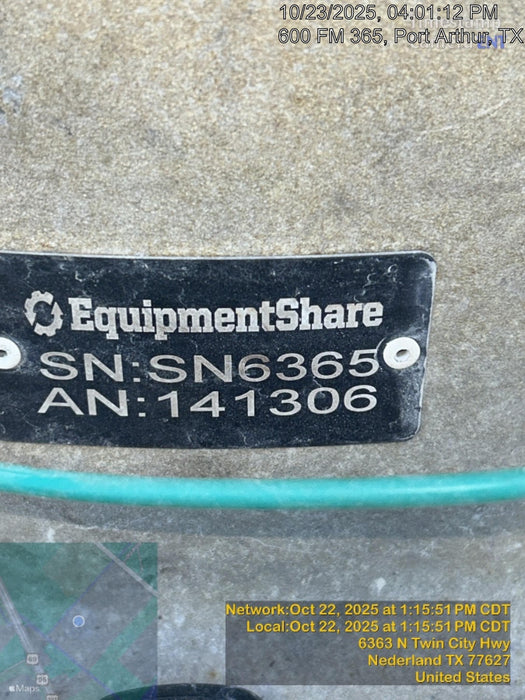 10/23/2025, 04:01:12 PM
600 FM 365, Port Arthur, TX
EquipmentShare
SN:SN6365
AN:141306
Network:Oct 22, 2025 at 1:15:51 PM CDT
Local:Oct 22, 2025 at 1:15:51 PM CDT
6363 N Twin City Hwy
Nederland TX 77627
United States
69
96
Maps